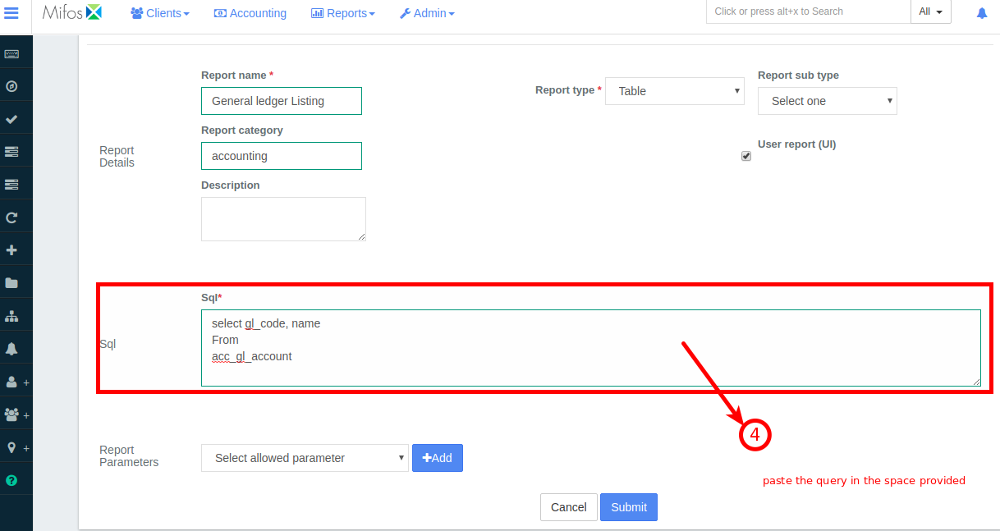 Mifos
Clients
Accounting
Reports
Admin
Click or press alt+x to Search
All
Report name *
General ledger Listing
Report type *
Table
Report sub type
Select one
Report category
accounting
User report (UI)
Report
Details
Description
Sql*
Sql
select gl_code, name
From
acc_gl_account
4
paste the query in the space provided
Report
Parameters
Select allowed parameter
+Add
Cancel
Submit
+
+
+
?